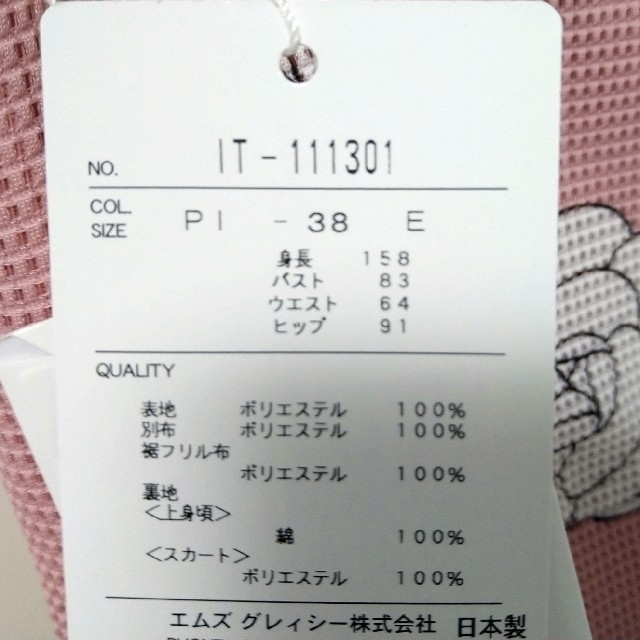 NO. IT-111301
COL.
SIZE PI -38 E
身長 158
バスト 83
ウエスト 64
ヒップ 91
QUALITY
表地 ポリエステル 100%
別布 ポリエステル 100%
裾フリル布
ポリエステル 100%
裏地
<上身頃>
綿 100%
<スカート>
ポリエステル 100%
エムズ グレィシー株式会社 日本製